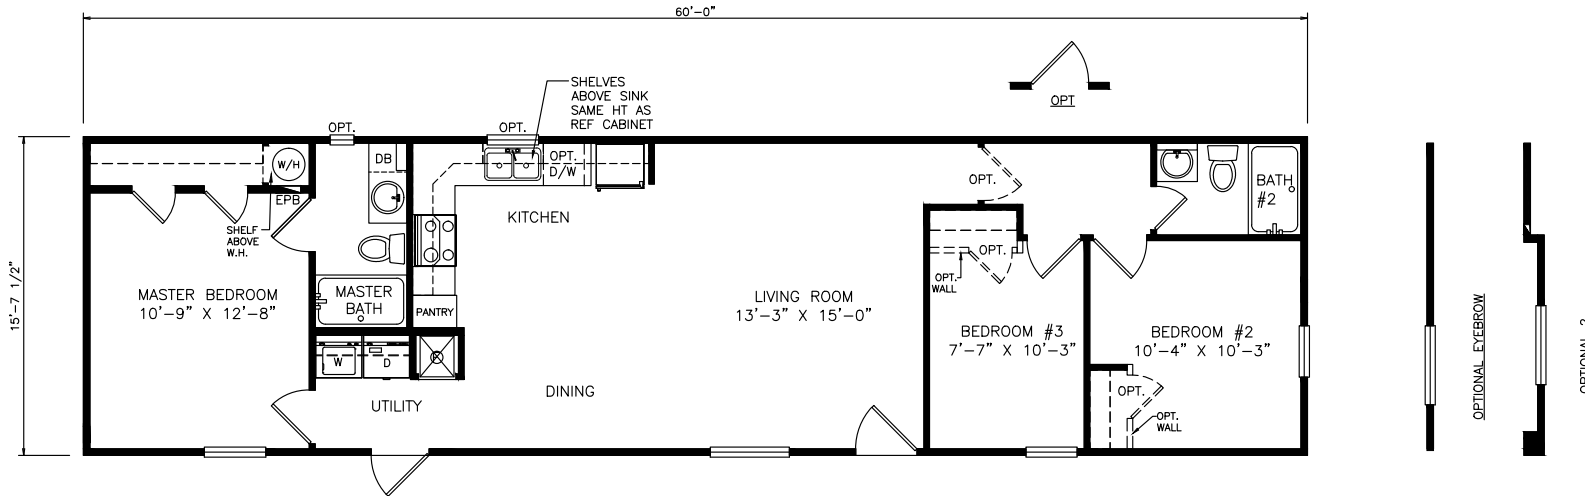 60'-0"
SHELVES
ABOVE SINK
SAME HT AS
REF CABINET
OPT
OPT.
OPT.
15'-7 1/2"
W/H
EPB
SHELF
ABOVE
W.H.
DB
OPT.
D/W
KITCHEN
OPT.
BATH
#2
MASTER BEDROOM
10'-9" X 12'-8"
MASTER
BATH
PANTRY
LIVING ROOM
13'-3" X 15'-0"
OPT.
OPT.
WALL
BEDROOM #3
7'-7" X 10'-3"
BEDROOM #2
10'-4" X 10'-3"
W
D
UTILITY
DINING
OPT.
OPT.
WALL
OPTIONAL EYEBROW